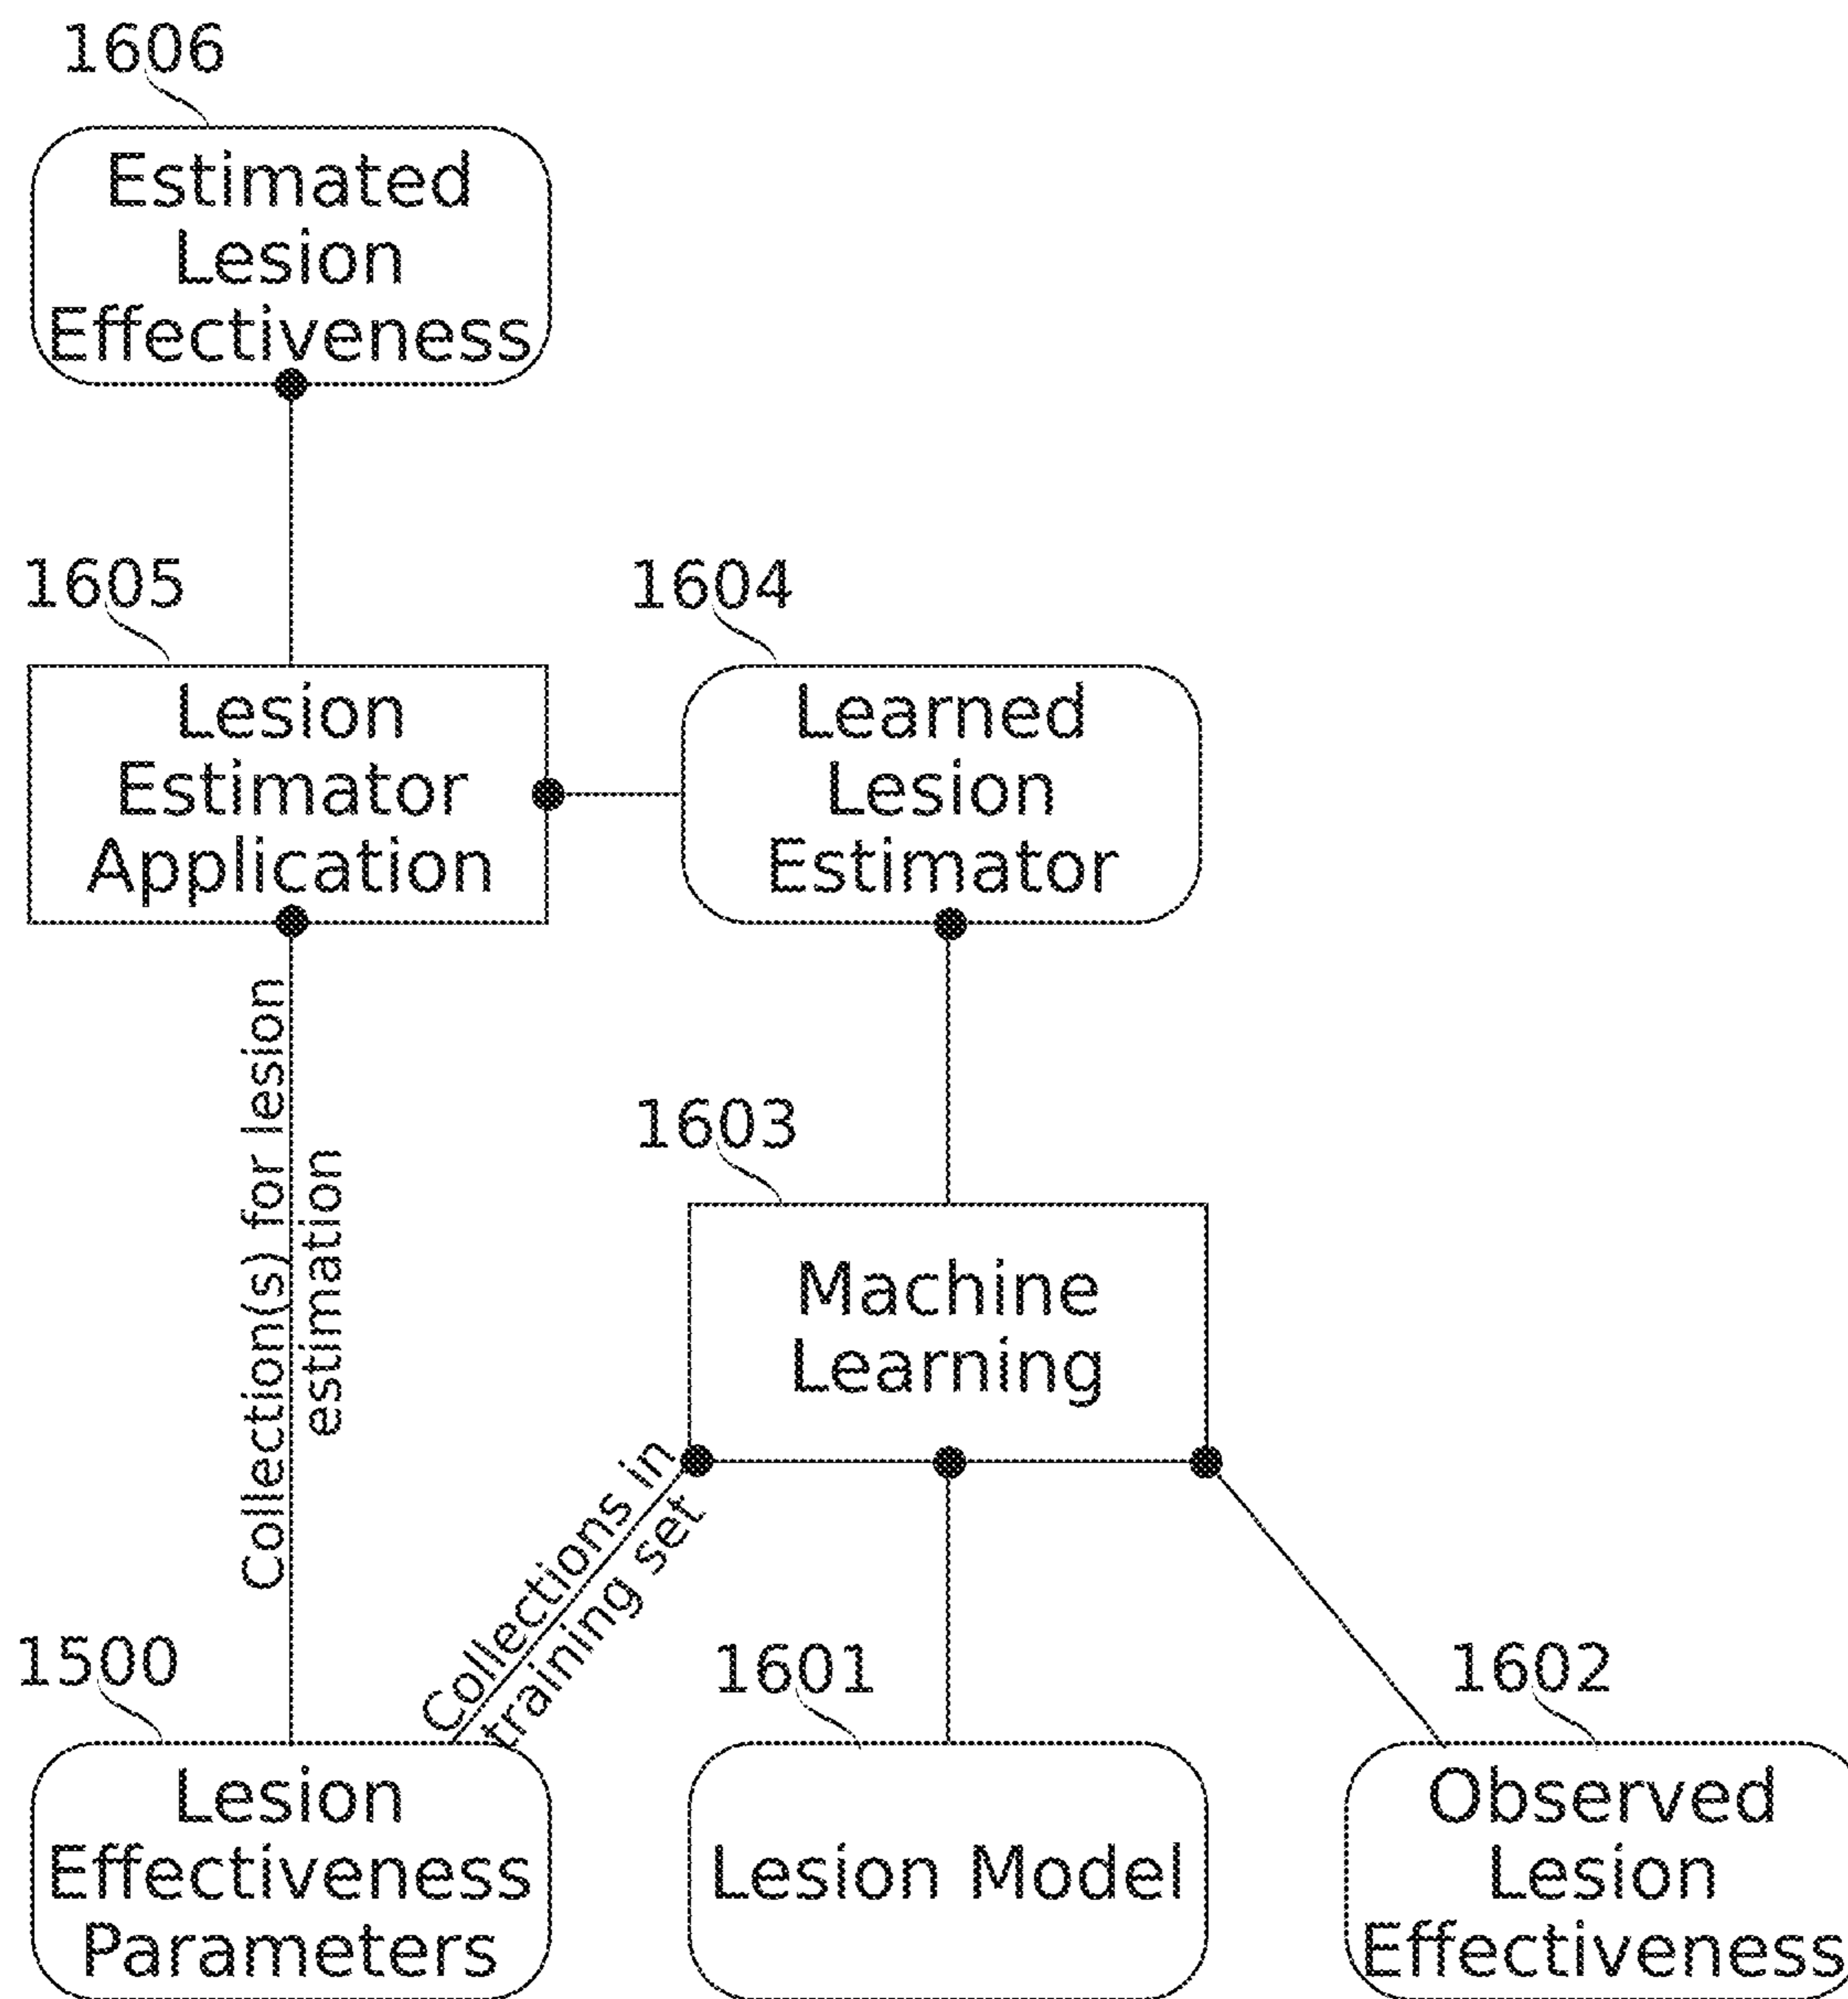 1606
Estimated
Lesion
Effectiveness
1605
Lesion
Estimator
Application
1604
Learned
Lesion
Estimator
Collection(s) for lesion
estimation
1603
Machine
Learning
Collections in
training set
1500
Lesion
Effectiveness
Parameters
1601
Lesion Model
1602
Observed
Lesion
Effectiveness